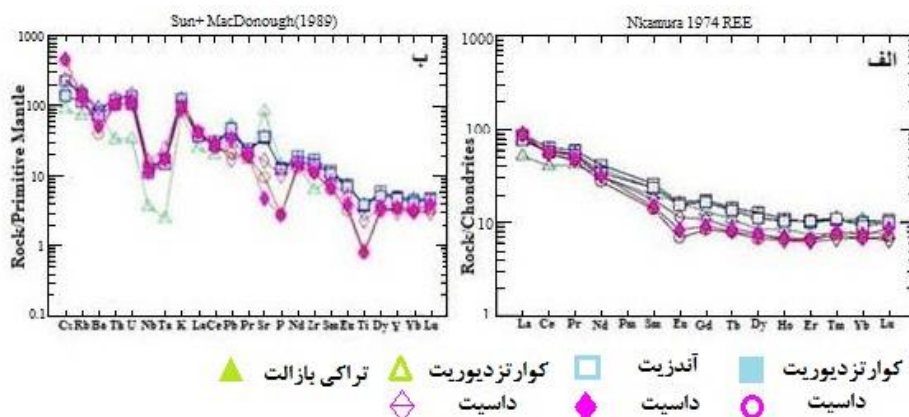 Sun+ MacDonough(1989)
ب
Rock/Primitive Mantle
1000
100
10
1
0.1
Cs Rb Ba Th U Nb Ta K La Ce Pb Pr Sr P Nd Zr Sm Eu Ti Dy Y Yb Lu
Nkamura 1974 REE
الف
Rock/Chondrites
1000
100
10
1
La Ce Pr Nd Pm Sm Eu Gd Tb Dy Ho Er Tm Yb Lu
کوارتزدیوریت آندزیت کوارتزدیوریت تراکی بازالت
داسیت داسیت داسیت